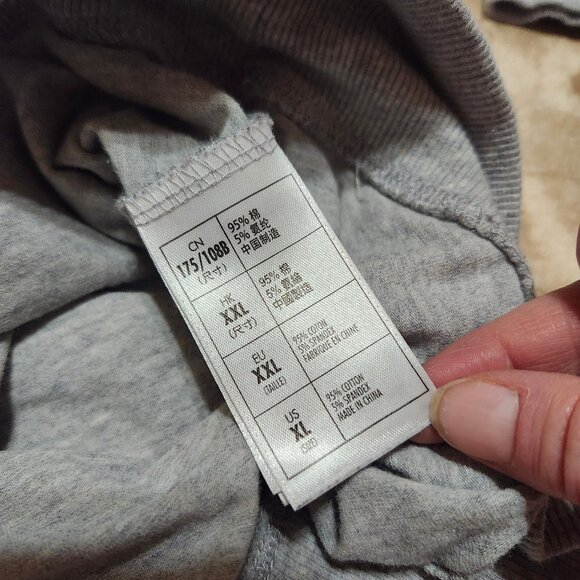 CN
175/108B
(尺寸)
95% 棉
5% 氨纶
中国制造
HK
XXL
(尺寸)
95% 棉
5% 氨綸
中國製造
EU
XXL
(TAILLE)
95% COTON
5% SPANDEX
FABRIQUE EN CHINE
US
XL
(SIZE)
95% COTTON
5% SPANDEX
MADE IN CHINA